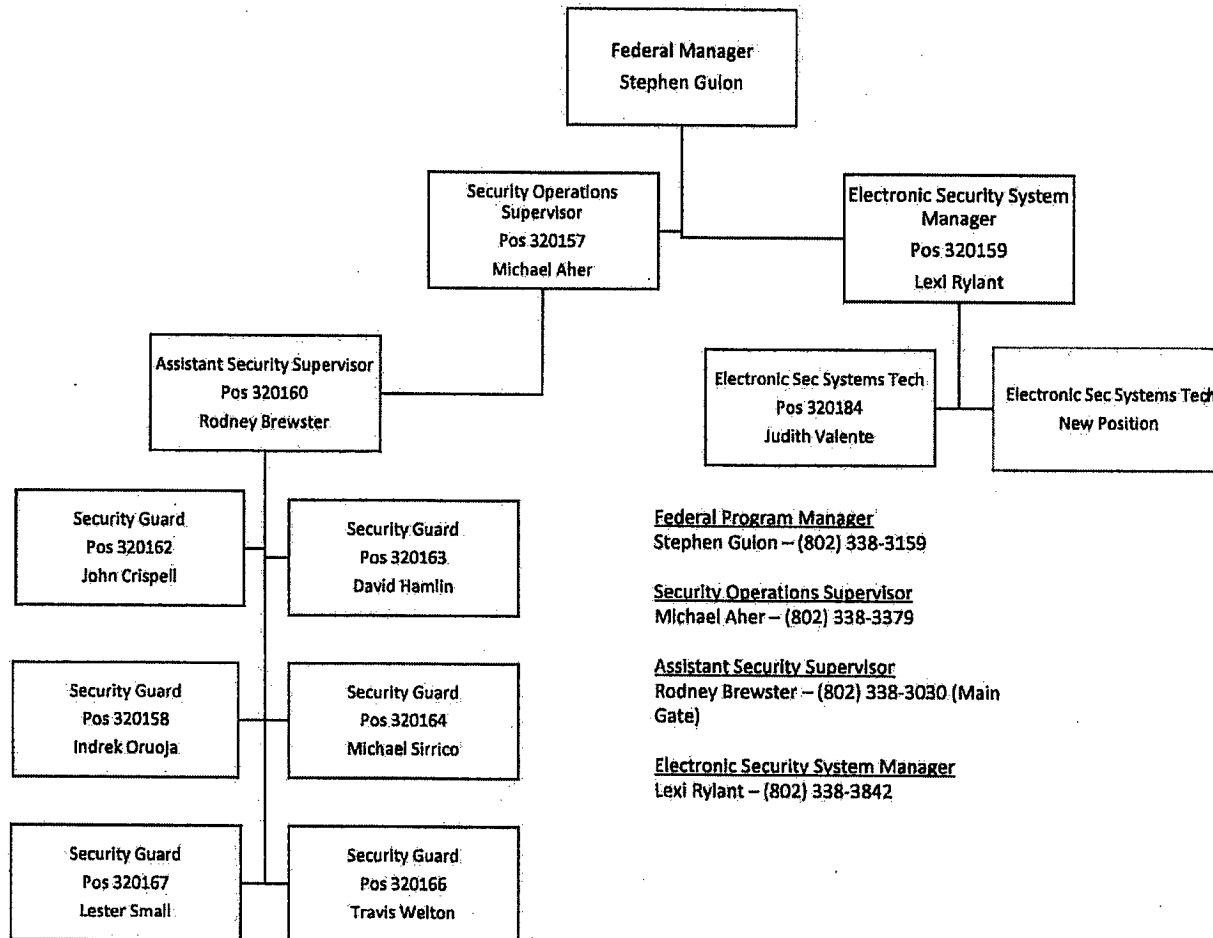 Federal Manager
Stephen Gulon
Security Operations
Supervisor
Pos 320157
Michael Aher
Electronic Security System
Manager
Pos 320159
Lexi Rylant
Assistant Security Supervisor
Pos 320160
Rodney Brewster
Electronic Sec Systems Tech
Pos 320184
Judith Valente
Electronic Sec Systems Tech
New Position
Security Guard
Pos 320162
John Crispell
Security Guard
Pos 320163
David Hamlin
Security Guard
Pos 320158
Indrek Oruoja
Security Guard
Pos 320164
Michael Sirrico
Security Guard
Pos 320167
Lester Small
Security Guard
Pos 320166
Travis Welton
Federal Program Manager
Stephen Gulon – (802) 338-3159
Security Operations Supervisor
Michael Aher – (802) 338-3379
Assistant Security Supervisor
Rodney Brewster – (802) 338-3030 (Main
Gate)
Electronic Security System Manager
Lexi Rylant – (802) 338-3842